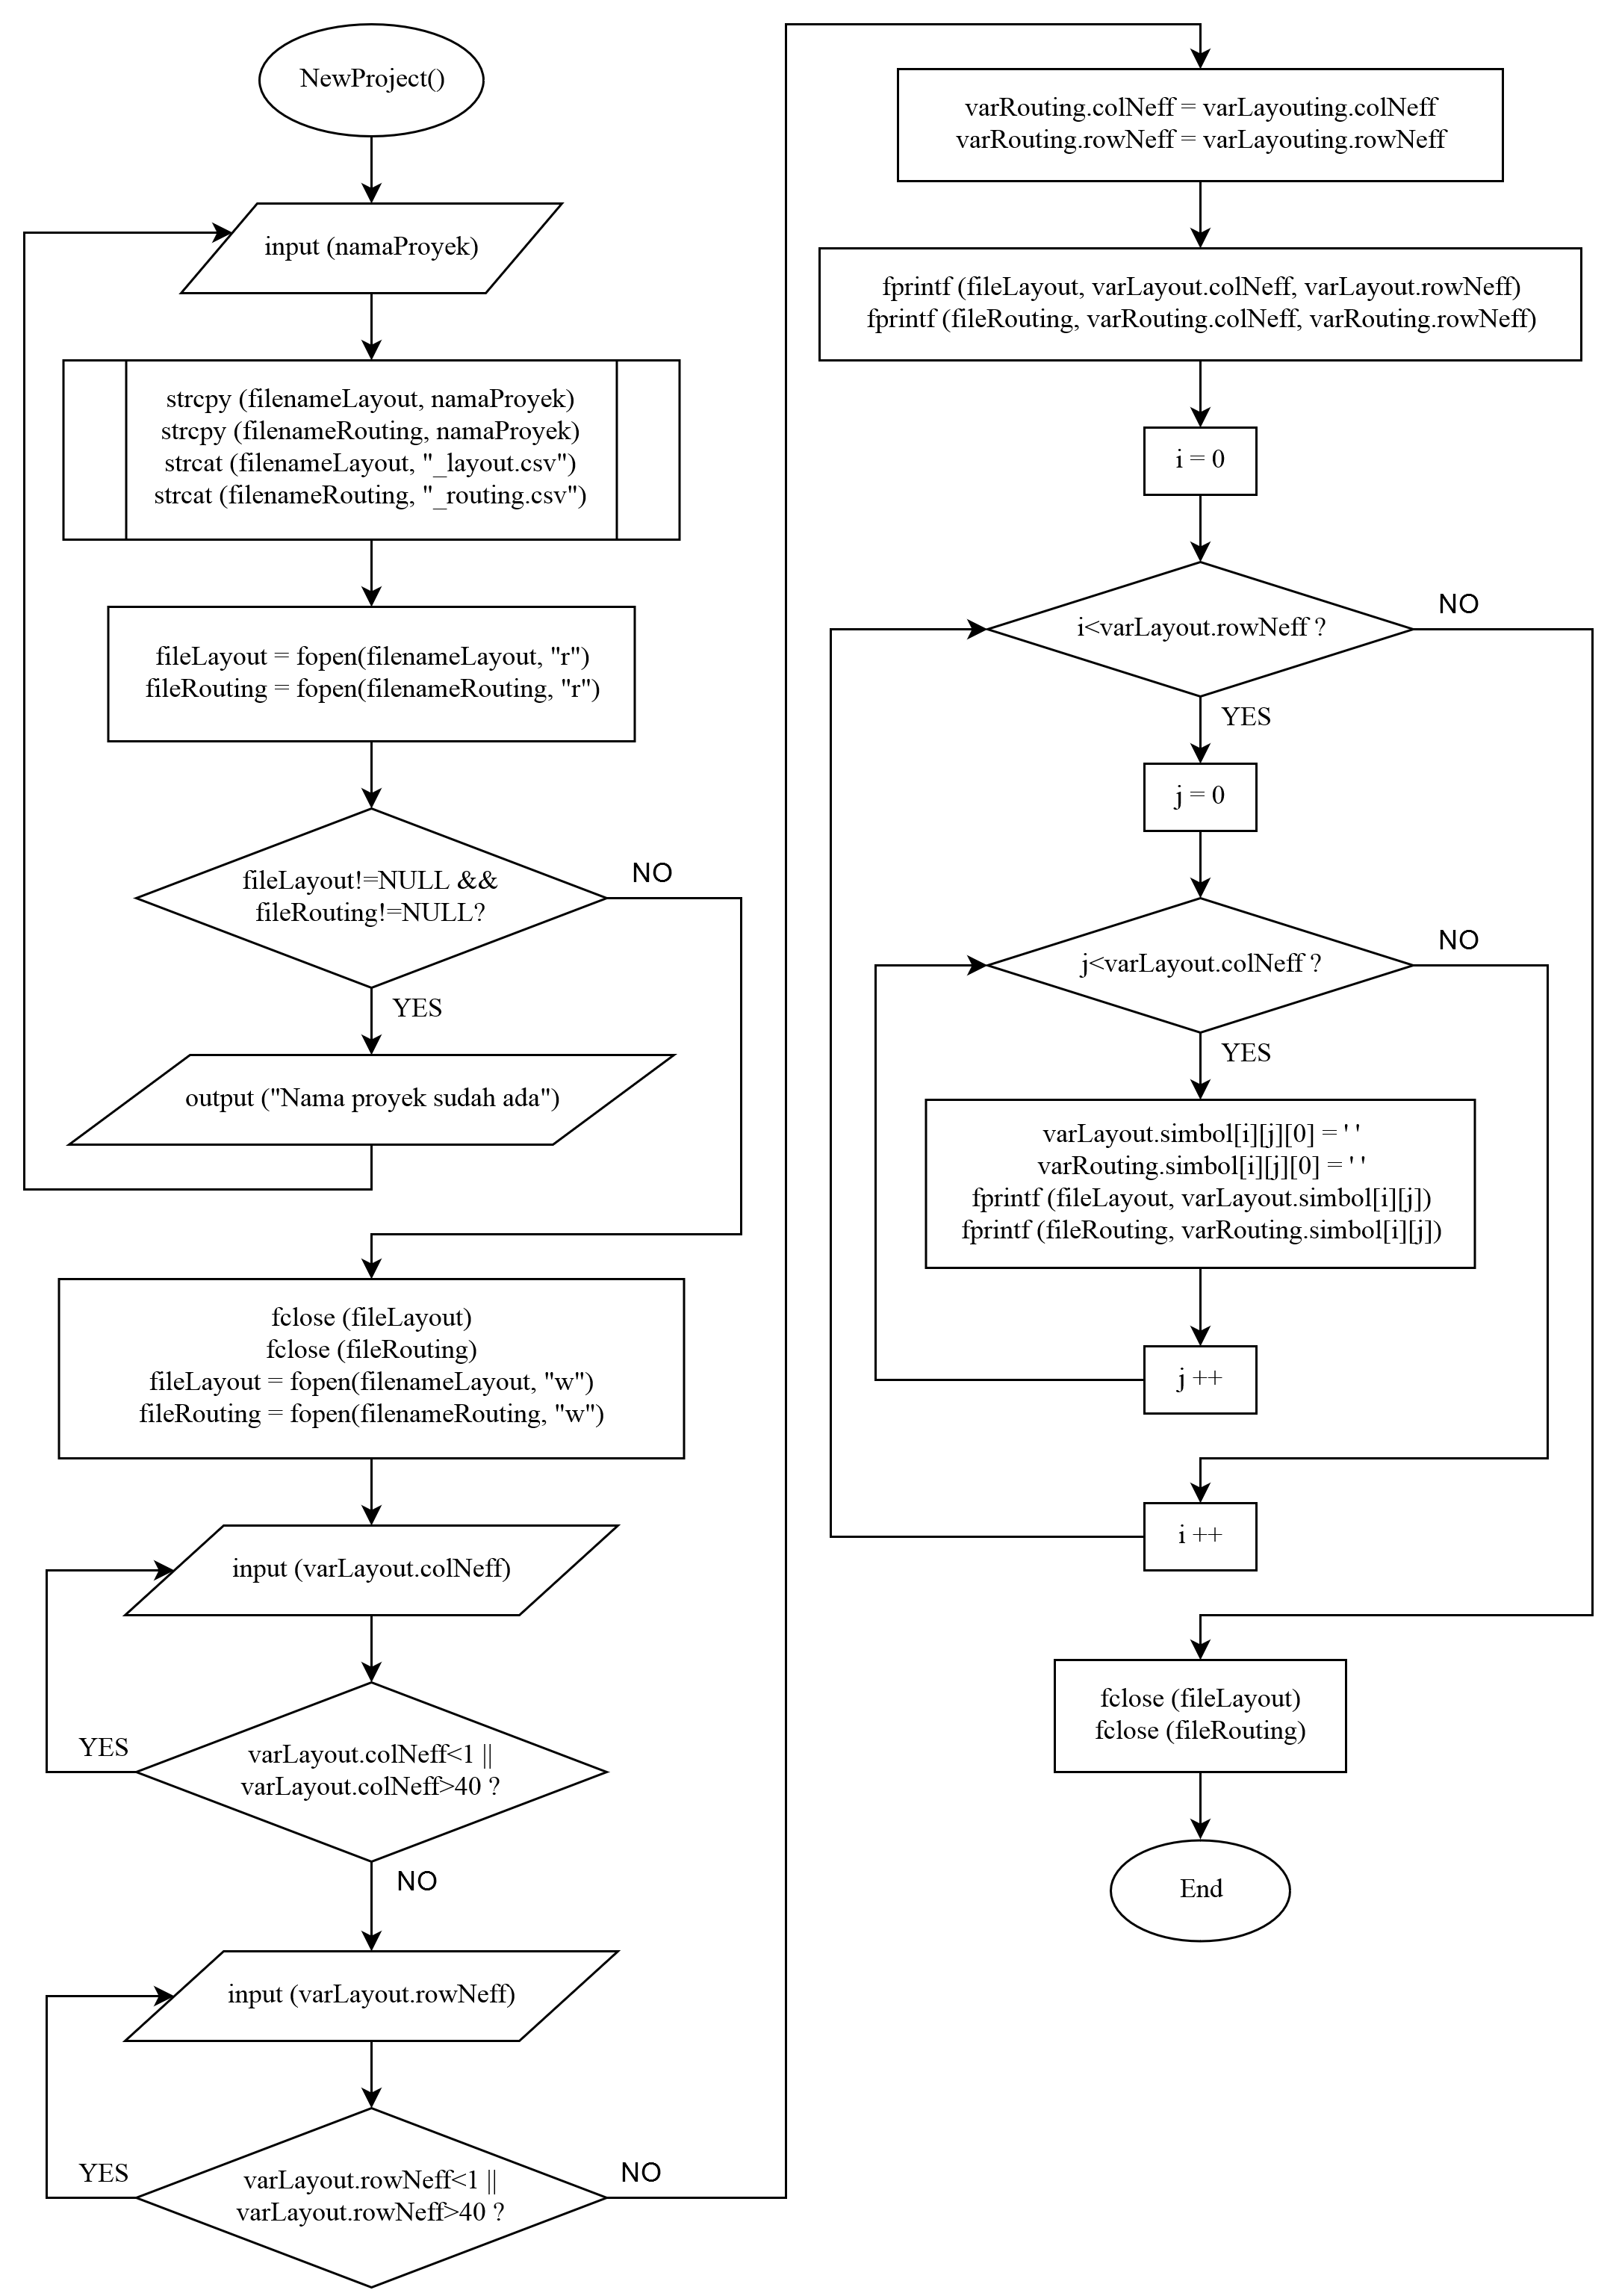 NewProject()
input (namaProyek)
strcpy (filenameLayout, namaProyek)
strcpy (filenameRouting, namaProyek)
strcat (filenameLayout, "_layout.csv")
strcat (filenameRouting, "_routing.csv")
fileLayout = fopen(filenameLayout, "r")
fileRouting = fopen(filenameRouting, "r")
fileLayout!=NULL &&
fileRouting!=NULL?
NO
YES
output ("Nama proyek sudah ada")
fclose (fileLayout)
fclose (fileRouting)
fileLayout = fopen(filenameLayout, "w")
fileRouting = fopen(filenameRouting, "w")
input (varLayout.colNeff)
YES
varLayout.colNeff<1 ||
varLayout.colNeff>40 ?
NO
input (varLayout.rowNeff)
YES
varLayout.rowNeff<1 ||
varLayout.rowNeff>40 ?
NO
varRouting.colNeff = varLayouting.colNeff
varRouting.rowNeff = varLayouting.rowNeff
fprintf (fileLayout, varLayout.colNeff, varLayout.rowNeff)
fprintf (fileRouting, varRouting.colNeff, varRouting.rowNeff)
i = 0
i<varLayout.rowNeff ?
NO
YES
j = 0
j<varLayout.colNeff ?
NO
YES
varLayout.simbol[i][j][0] = ' '
varRouting.simbol[i][j][0] = ' '
fprintf (fileLayout, varLayout.simbol[i][j])
fprintf (fileRouting, varRouting.simbol[i][j])
j ++
i ++
fclose (fileLayout)
fclose (fileRouting)
End